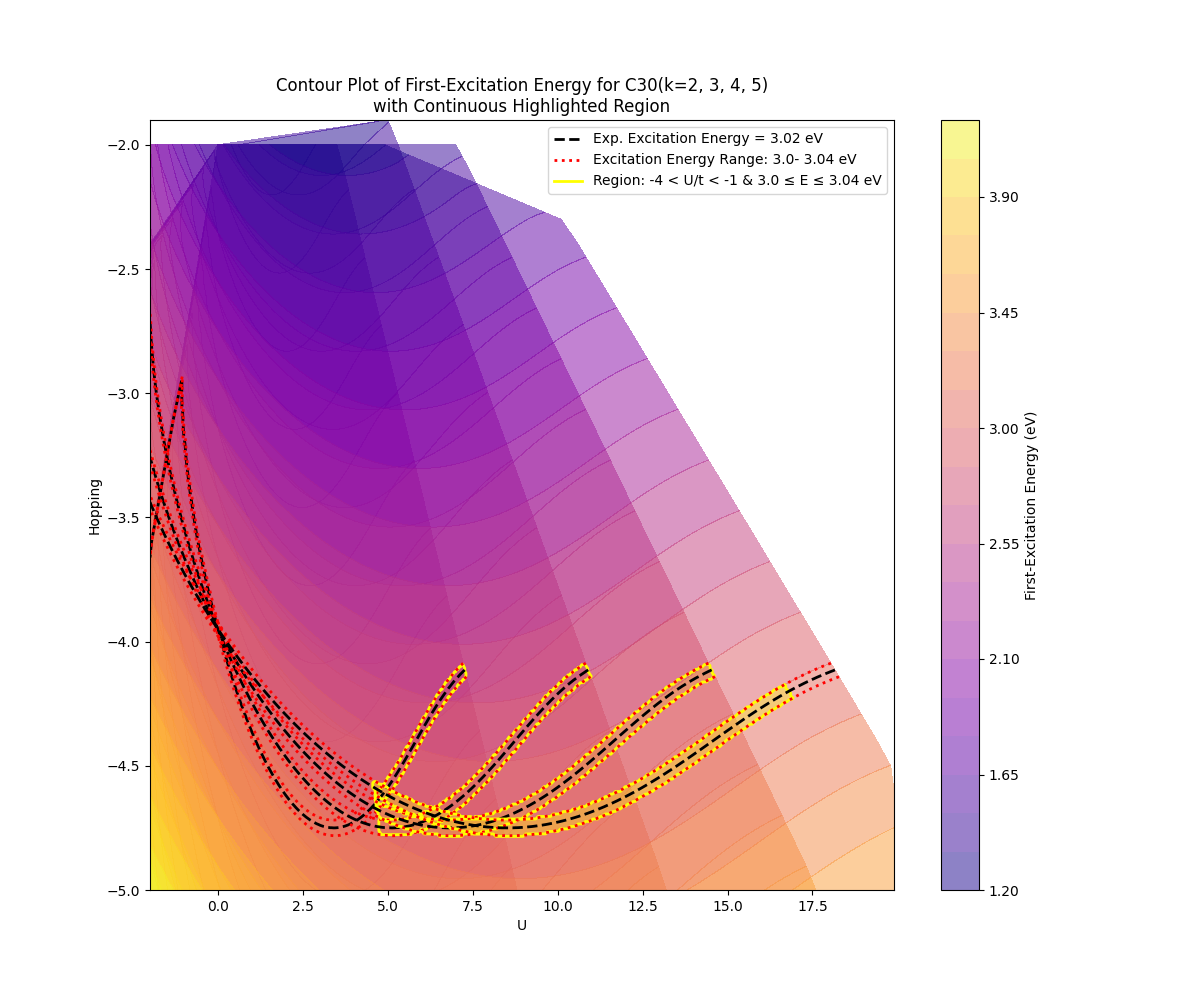 Contour Plot of First-Excitation Energy for C30(k=2, 3, 4, 5)
with Continuous Highlighted Region
Exp. Excitation Energy = 3.02 eV
Excitation Energy Range: 3.0- 3.04 eV
Region: -4 < U/t < -1 & 3.0 ≤ E ≤ 3.04 eV
−2.0
−2.5
−3.0
−3.5
−4.0
−4.5
−5.0
Hopping
0.0 2.5 5.0 7.5 10.0 12.5 15.0 17.5
U
3.90
3.45
3.00
2.55
2.10
1.65
1.20
First-Excitation Energy (eV)